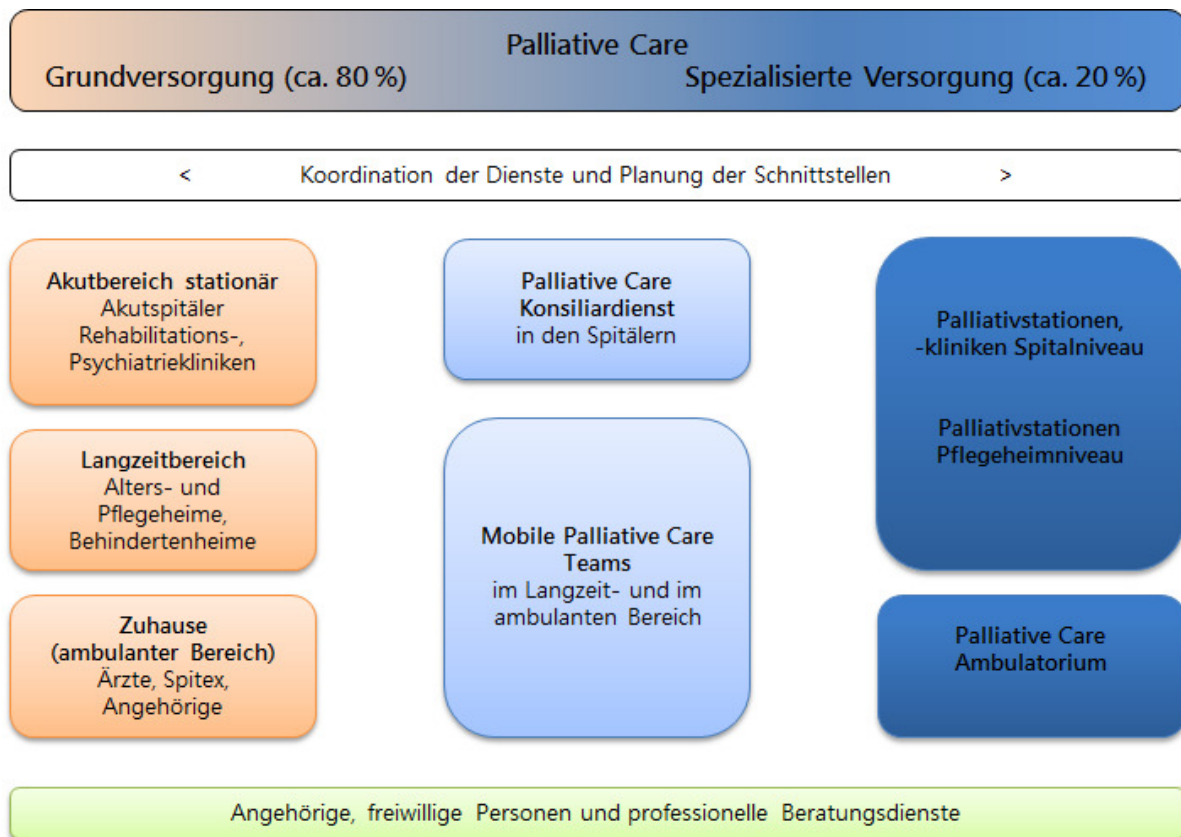 Palliative Care
Grundversorgung (ca. 80 %) Spezialisierte Versorgung (ca. 20 %)
< Koordination der Dienste und Planung der Schnittstellen >
Akutbereich stationär
Akutspitäler
Rehabilitations-,
Psychiatriekliniken
Langzeitbereich
Alters- und
Pflegeheime,
Behindertenheime
Zuhause
(ambulanter Bereich)
Ärzte, Spitex,
Angehörige
Palliative Care
Konsiliardienst
in den Spitälern
Mobile Palliative Care
Teams
im Langzeit- und im
ambulanten Bereich
Palliativstationen,
-kliniken Spitalniveau
Palliativstationen
Pflegeheimniveau
Palliative Care
Ambulatorium
Angehörige, freiwillige Personen und professionelle Beratungsdienste